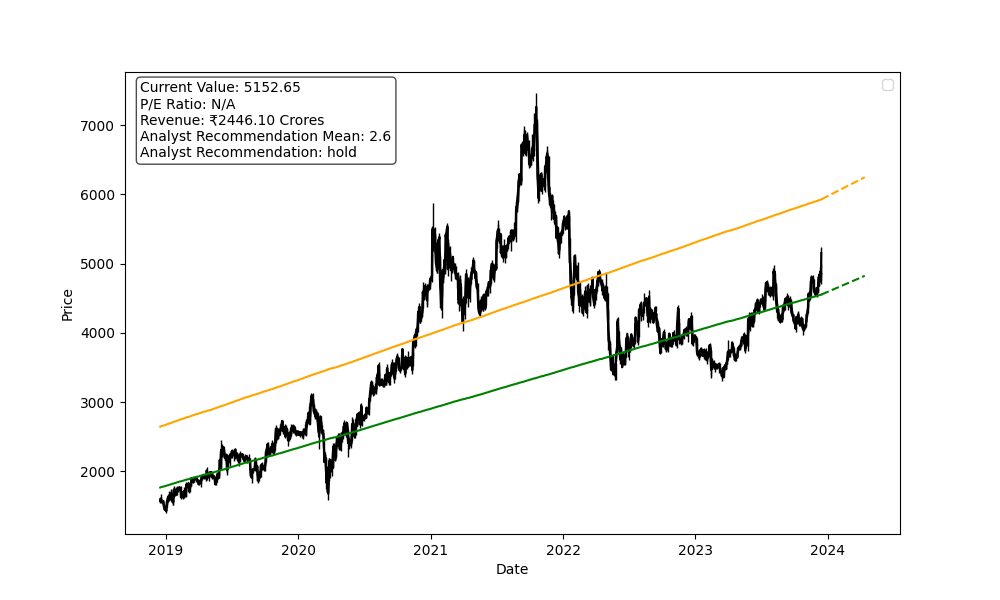 Current Value: 5152.65
P/E Ratio: N/A
Revenue: ₹2446.10 Crores
Analyst Recommendation Mean: 2.6
Analyst Recommendation: hold
7000
6000
5000
4000
3000
2000
Price
2019 2020 2021 2022 2023 2024
Date